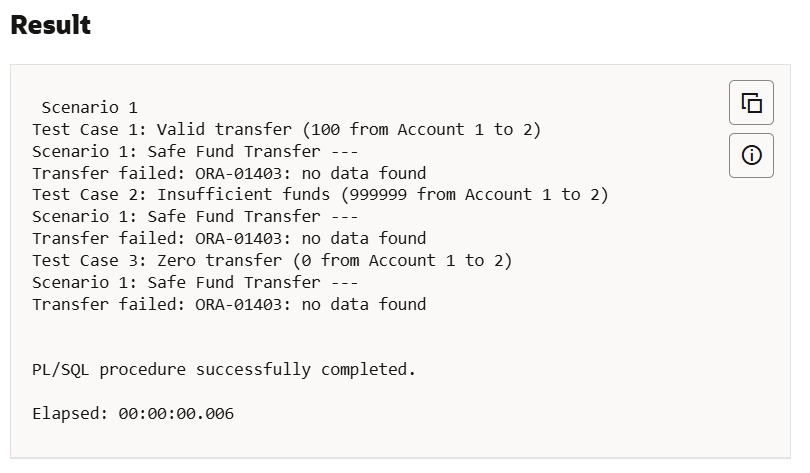 Result
Scenario 1
Test Case 1: Valid transfer (100 from Account 1 to 2)
Scenario 1: Safe Fund Transfer ---
Transfer failed: ORA-01403: no data found
Test Case 2: Insufficient funds (999999 from Account 1 to 2)
Scenario 1: Safe Fund Transfer ---
Transfer failed: ORA-01403: no data found
Test Case 3: Zero transfer (0 from Account 1 to 2)
Scenario 1: Safe Fund Transfer ---
Transfer failed: ORA-01403: no data found
PL/SQL procedure successfully completed.
Elapsed: 00:00:00.006